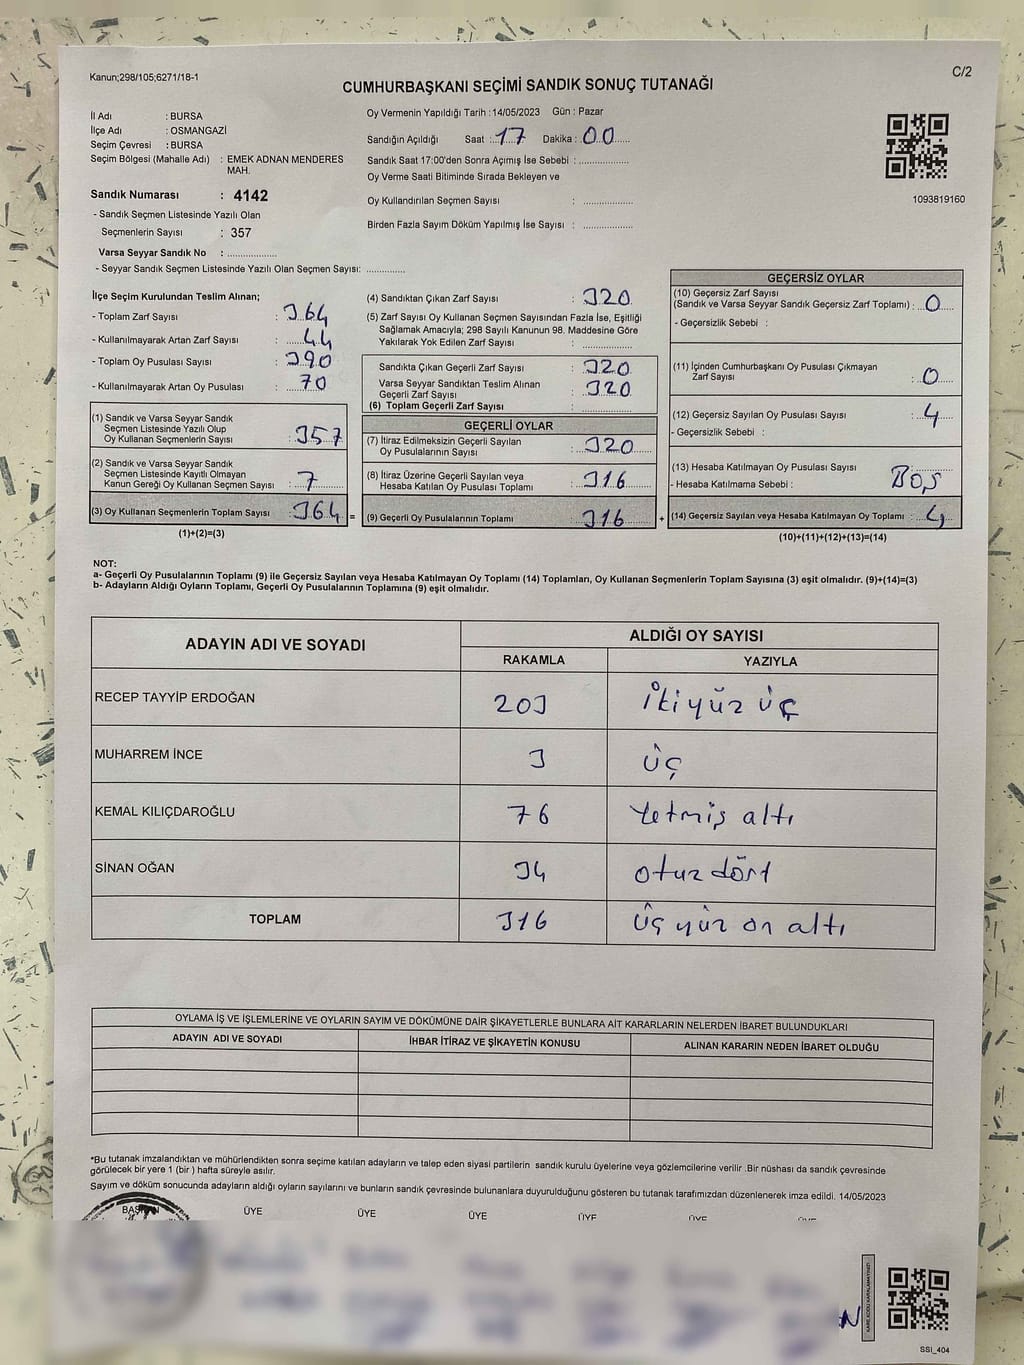 Kanun;298/105;6271/18-1
C/2
CUMHURBAŞKANI SEÇİMİ SANDIK SONUÇ TUTANAĞI
İl Adı : BURSA
İlçe Adı : OSMANGAZİ
Seçim Çevresi : BURSA
Seçim Bölgesi (Mahalle Adı) : EMEK ADNAN MENDERES
MAH.
Sandık Numarası : 4142
- Sandık Seçmen Listesinde Yazılı Olan
Seçmenlerin Sayısı : 357
Varsa Seyyar Sandık No : ................
- Seyyar Sandık Seçmen Listesinde Yazılı Olan Seçmen Sayısı: .............
Oy Vermenin Yapıldığı Tarih : 14/05/2023 Gün : Pazar
Sandığın Açıldığı Saat : 17 Dakika : 00
Sandık Saat 17:00'den Sonra Açımış İse Sebebi : ................
Oy Verme Saati Bitiminde Sırada Bekleyen ve
Oy Kullandırılan Seçmen Sayısı : ................
Birden Fazla Sayım Döküm Yapılmış İse Sayısı : ................
1093819160
İlçe Seçim Kurulundan Teslim Alınan;
- Toplam Zarf Sayısı : 364
- Kullanılmayarak Artan Zarf Sayısı : 44
- Toplam Oy Pusulası Sayısı : 390
- Kullanılmayarak Artan Oy Pusulası : 70
(1) Sandık ve Varsa Seyyar Sandık
Seçmen Listesinde Yazılı Olup
Oy Kullanan Seçmenlerin Sayısı : 357
(2) Sandık ve Varsa Seyyar Sandık
Seçmen Listesinde Kayıtlı Olmayan
Kanun Gereği Oy Kullanan Seçmen Sayısı : 7
(3) Oy Kullanan Seçmenlerin Toplam Sayısı : 364 =
(1)+(2)=(3)
(4) Sandıktan Çıkan Zarf Sayısı : 320
(5) Zarf Sayısı Oy Kullanan Seçmen Sayısından Fazla İse, Eşitliği
Sağlamak Amacıyla; 298 Sayılı Kanunun 98. Maddesine Göre
Yakılarak Yok Edilen Zarf Sayısı : ................
Sandıkta Çıkan Geçerli Zarf Sayısı : 320
Varsa Seyyar Sandıktan Teslim Alınan
Geçerli Zarf Sayısı : 320
(6) Toplam Geçerli Zarf Sayısı : ................
GEÇERLİ OYLAR
(7) İtiraz Edilmeksizin Geçerli Sayılan
Oy Pusulalarının Sayısı : 320
(8) İtiraz Üzerine Geçerli Sayılan veya
Hesaba Katılan Oy Pusulası Toplamı : 316
(9) Geçerli Oy Pusulalarının Toplamı : 316 +
GEÇERSİZ OYLAR
(10) Geçersiz Zarf Sayısı
(Sandık ve Varsa Seyyar Sandık Geçersiz Zarf Toplamı) : 0
- Geçersizlik Sebebi :
(11) İçinden Cumhurbaşkanı Oy Pusulası Çıkmayan
Zarf Sayısı : 0
(12) Geçersiz Sayılan Oy Pusulası Sayısı : 4
- Geçersizlik Sebebi :
(13) Hesaba Katılmayan Oy Pusulası Sayısı : ................
- Hesaba Katılmama Sebebi : BOŞ
(14) Geçersiz Sayılan veya Hesaba Katılmayan Oy Toplamı : 4
(10)+(11)+(12)+(13)=(14)
NOT:
a- Geçerli Oy Pusulalarının Toplamı (9) ile Geçersiz Sayılan veya Hesaba Katılmayan Oy Toplamı (14) Toplamları, Oy Kullanan Seçmenlerin Toplam Sayısına (3) eşit olmalıdır. (9)+(14)=(3)
b- Adayların Aldığı Oyların Toplamı, Geçerli Oy Pusulalarının Toplamına (9) eşit olmalıdır.
ADAYIN ADI VE SOYADI
ALDIĞI OY SAYISI
RAKAMLA YAZIYLA
RECEP TAYYİP ERDOĞAN 203 ikiyüz üç
MUHARREM İNCE 3 üç
KEMAL KILIÇDAROĞLU 76 Yetmiş altı
SİNAN OĞAN 34 otuz dört
TOPLAM 316 üç yüz on altı
OYLAMA İŞ VE İŞLEMLERİNE VE OYLARIN SAYIM VE DÖKÜMÜNE DAİR ŞİKAYETLERLE BUNLARA AİT KARARLARIN NELERDEN İBARET BULUNDUKLARI
ADAYIN ADI VE SOYADI İHBAR İTİRAZ VE ŞİKAYETİN KONUSU ALINAN KARARIN NEDEN İBARET OLDUĞU
*Bu tutanak imzalandıktan ve mühürlendikten sonra seçime katılan adayların ve talep eden siyasi partilerin sandık kurulu üyelerine veya gözlemcilerine verilir .Bir nüshası da sandık çevresinde
görülecek bir yere 1 (bir ) hafta süreyle asılır.
Sayım ve döküm sonucunda adayların aldığı oyların sayılarını ve bunların sandık çevresinde bulunanlara duyurulduğunu gösteren bu tutanak tarafımızdan düzenlenerek imza edildi. 14/05/2023
BAŞKAN ÜYE ÜYE ÜYE ÜYE ÜYE ÜYE
SSI_404